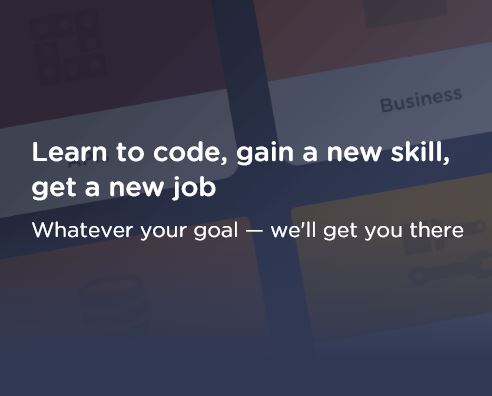 Business
Learn to code, gain a new skill,
get a new job
Whatever your goal — we'll get you there